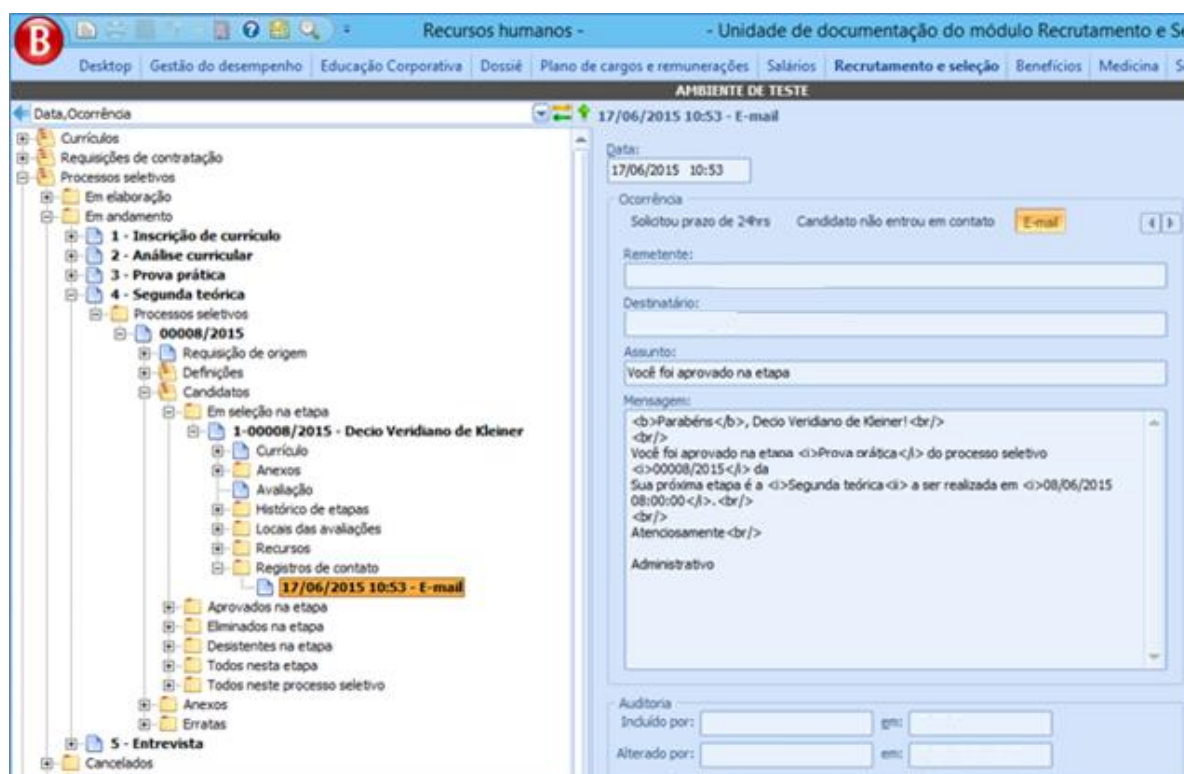 B
Recursos humanos - - Unidade de documentação do módulo Recrutamento e Se
Desktop Gestão do desempenho Educação Corporativa Dossiê Plano de cargos e remunerações Salários Recrutamento e seleção Benefícios Medicina S
AMBIENTE DE TESTE
Data,Ocorrência
Currículos
Requisições de contratação
Processos seletivos
Em elaboração
Em andamento
1 - Inscrição de currículo
2 - Análise curricular
3 - Prova prática
4 - Segunda teórica
Processos seletivos
00008/2015
Requisição de origem
Definições
Candidatos
Em seleção na etapa
1-00008/2015 - Decio Veridiano de Kleiner
Currículo
Anexos
Avaliação
Histórico de etapas
Locais das avaliações
Recursos
Registros de contato
17/06/2015 10:53 - E-mail
Aprovados na etapa
Eliminados na etapa
Desistentes na etapa
Todos nesta etapa
Todos neste processo seletivo
Anexos
Erratas
5 - Entrevista
Cancelados
17/06/2015 10:53 - E-mail
Data:
17/06/2015 10:53
Ocorrência
Solicitou prazo de 24hrs Candidato não entrou em contato E-mail
Remetente:
Destinatário:
Assunto:
Você foi aprovado na etapa
Mensagem:
<b>Parabéns</b>, Decio Veridiano de Kleiner!<br/>
<br/>
Você foi aprovado na etapa <i>Prova prática</i> do processo seletivo
<i>00008/2015</i> da
Sua próxima etapa é a <i>Segunda teórica<ii> a ser realizada em <i>08/06/2015
08:00:00</i>.<br/>
<br/>
Atenciosamente<br/>
Administrativo
Auditoria
Incluído por: em:
Alterado por: em: